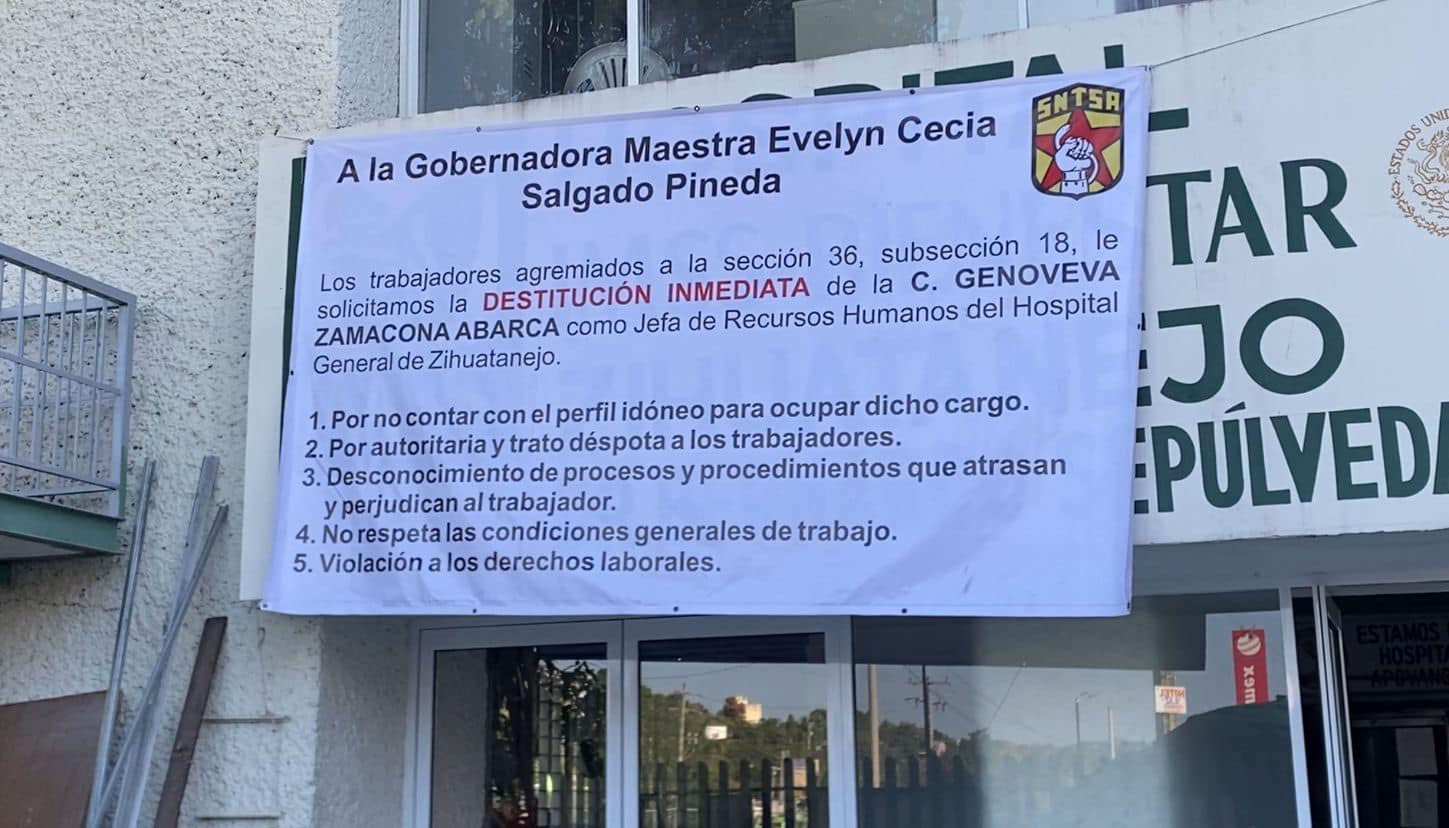 A la Gobernadora Maestra Evelyn Cecia
Salgado Pineda
SNTSA
Los trabajadores agremiados a la sección 36, subsección 18, le
solicitamos la DESTITUCIÓN INMEDIATA de la C. GENOVEVA
ZAMACONA ABARCA como Jefa de Recursos Humanos del Hospital
General de Zihuatanejo.
1. Por no contar con el perfil idóneo para ocupar dicho cargo.
2. Por autoritaria y trato déspota a los trabajadores.
3. Desconocimiento de procesos y procedimientos que atrasan
y perjudican al trabajador.
4. No respeta las condiciones generales de trabajo.
5. Violación a los derechos laborales.
TAR
EJO
EPÚLVEDA
ESTADOS UNID
ESTAMOS
HOSPITA
APOYAN